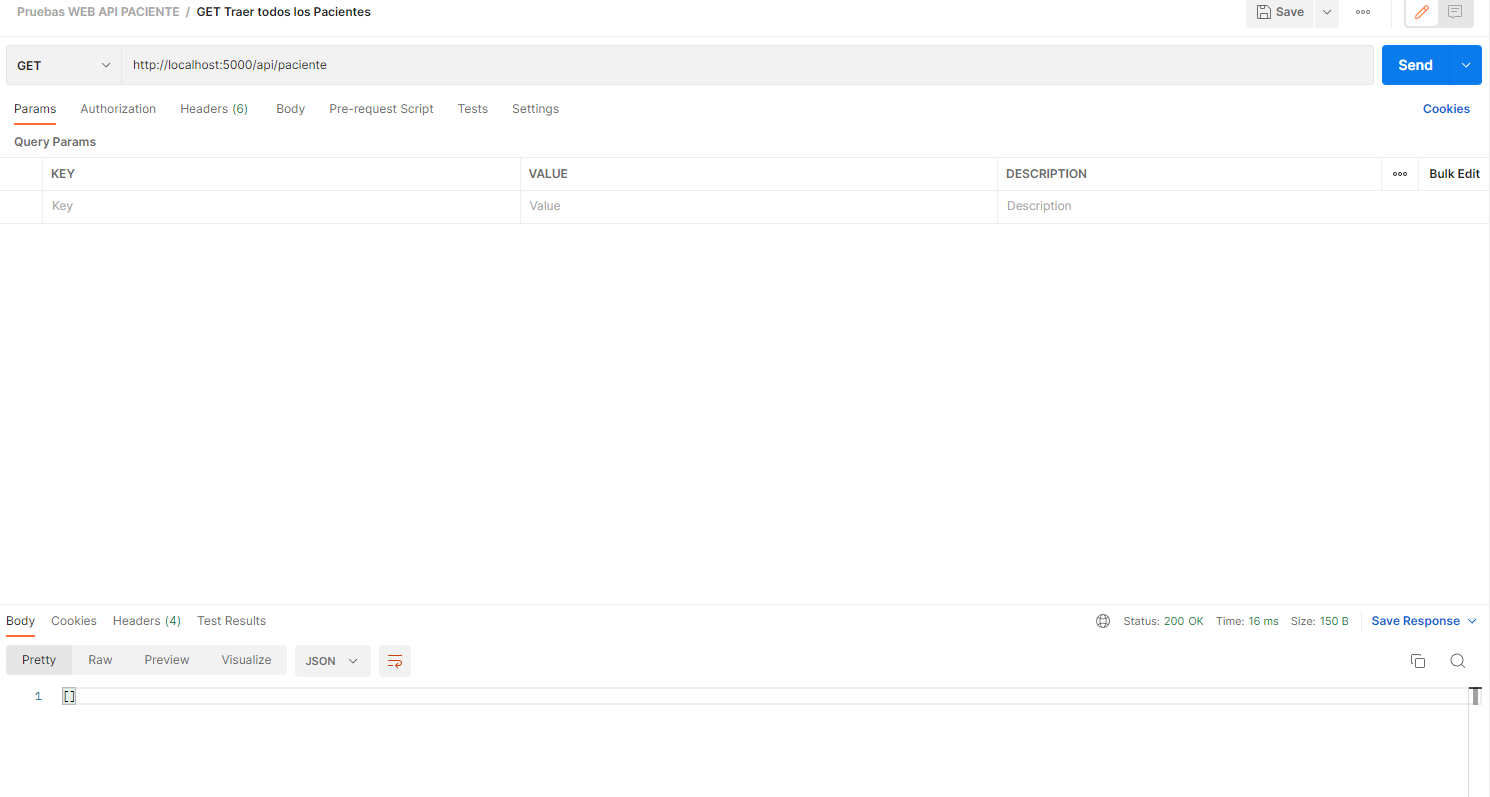 Pruebas WEB API PACIENTE / GET Traer todos los Pacientes Save
GET http://localhost:5000/api/paciente Send
Params Authorization Headers (6) Body Pre-request Script Tests Settings Cookies
Query Params
KEY VALUE DESCRIPTION Bulk Edit
Key Value Description
Body Cookies Headers (4) Test Results Status: 200 OK Time: 16 ms Size: 150 B Save Response
Pretty Raw Preview Visualize JSON
1 []